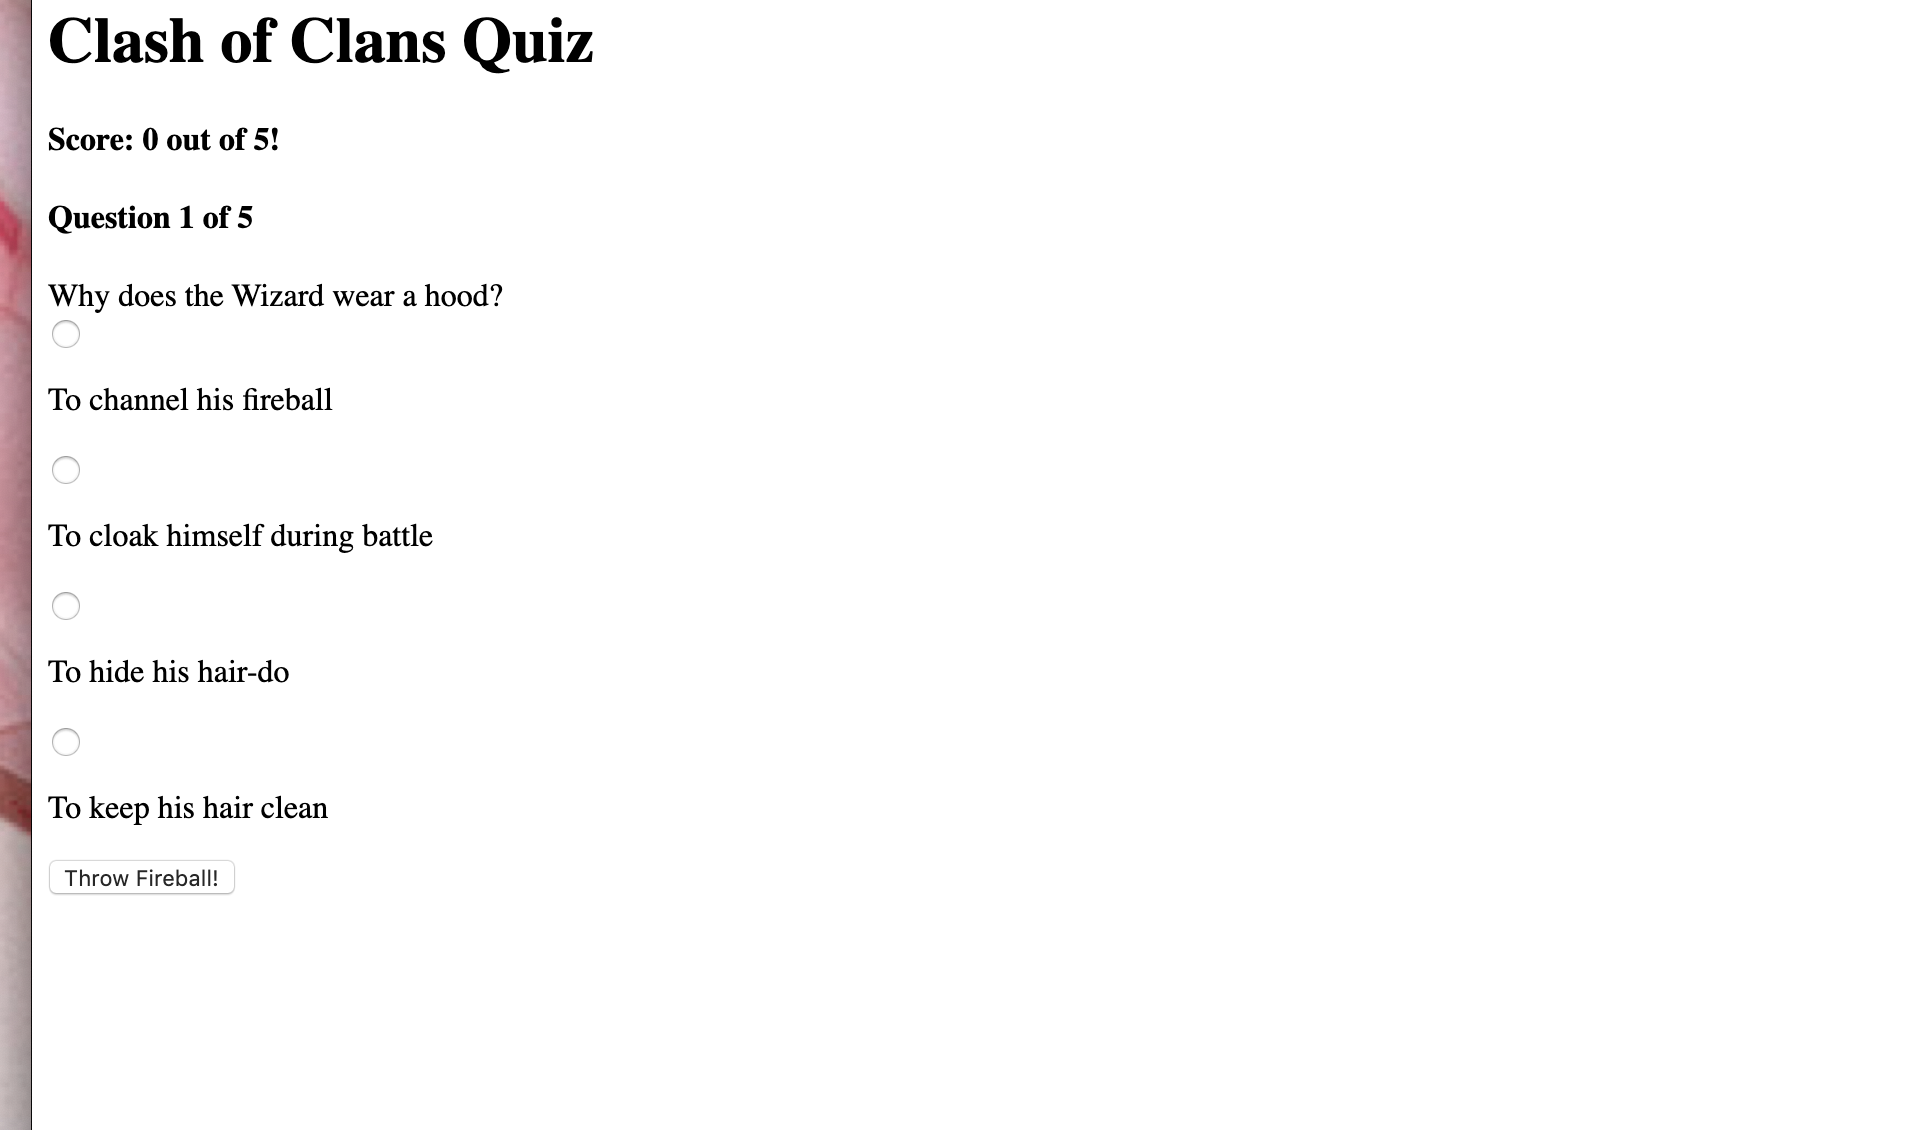 Clash of Clans Quiz
Score: 0 out of 5!
Question 1 of 5
Why does the Wizard wear a hood?
To channel his fireball
To cloak himself during battle
To hide his hair-do
To keep his hair clean
Throw Fireball!